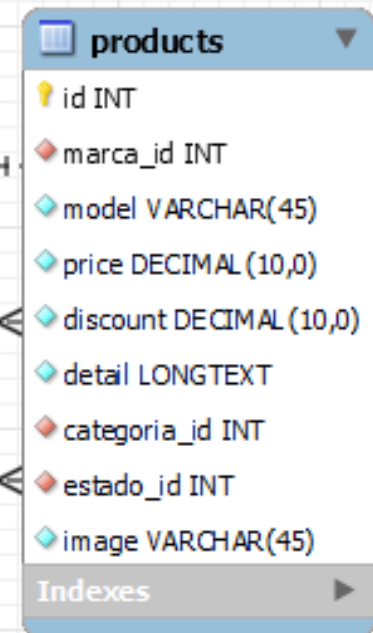 products
id INT
marca_id INT
model VARCHAR(45)
price DECIMAL(10,0)
discount DECIMAL(10,0)
detail LONGTEXT
categoria_id INT
estado_id INT
image VARCHAR(45)
Indexes